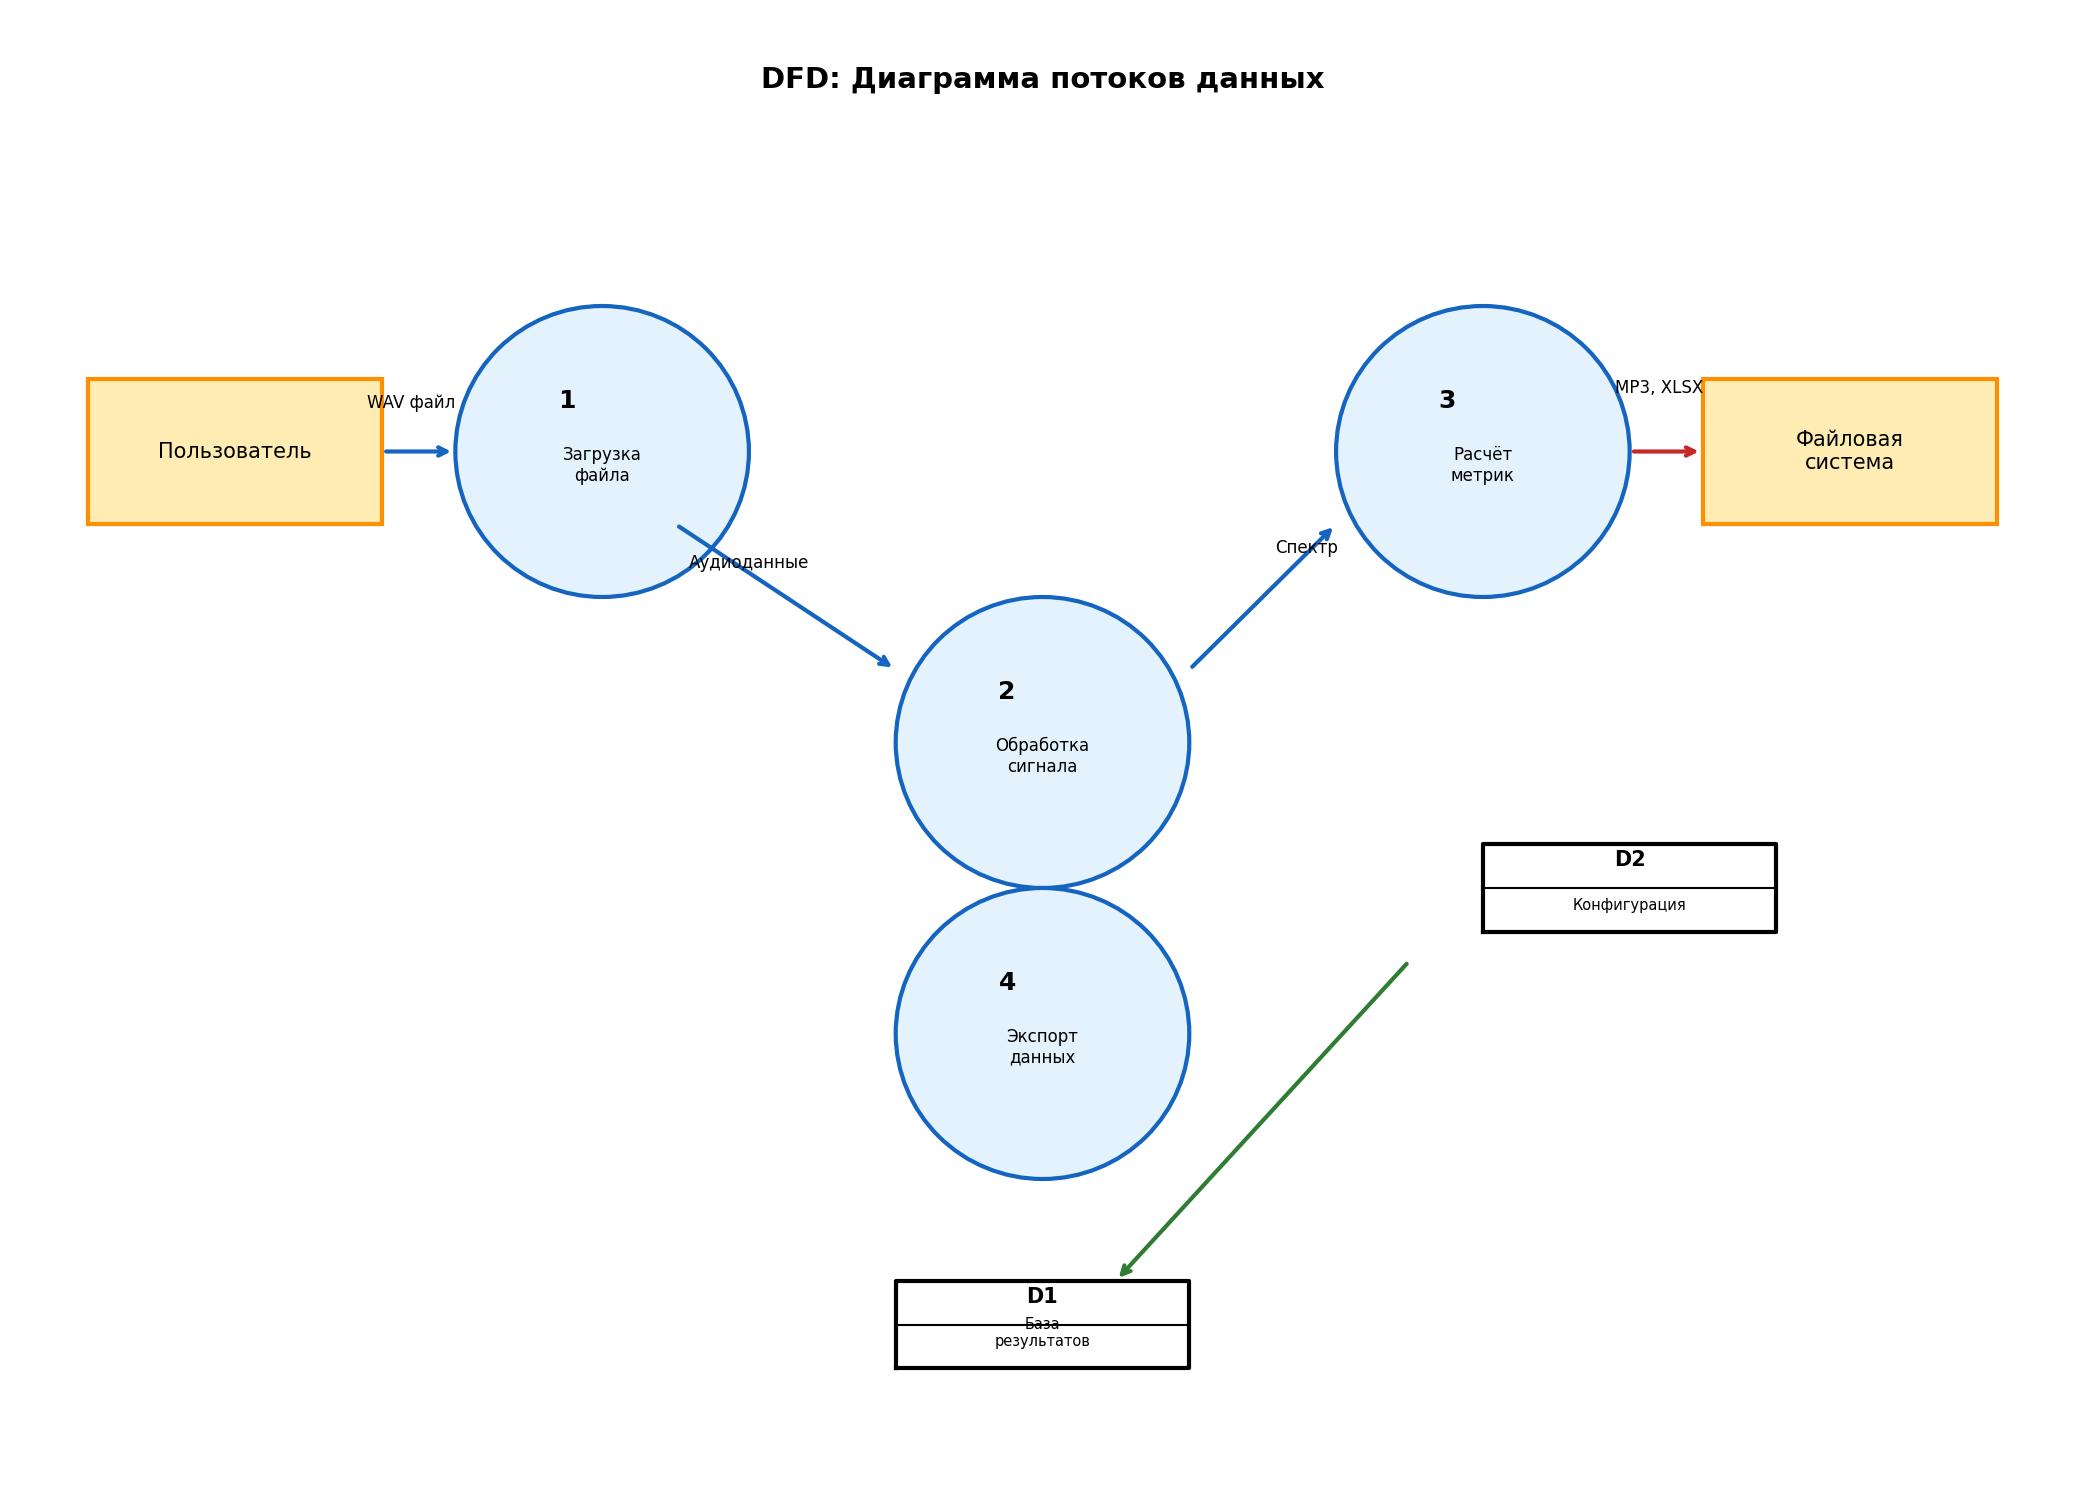 DFD: Диаграмма потоков данных
Пользователь
WAV файл
1
Загрузка
файла
Аудиоданные
2
Обработка
сигнала
Спектр
3
Расчёт
метрик
MP3, XLSX
Файловая
система
4
Экспорт
данных
D2
Конфигурация
D1
База
результатов